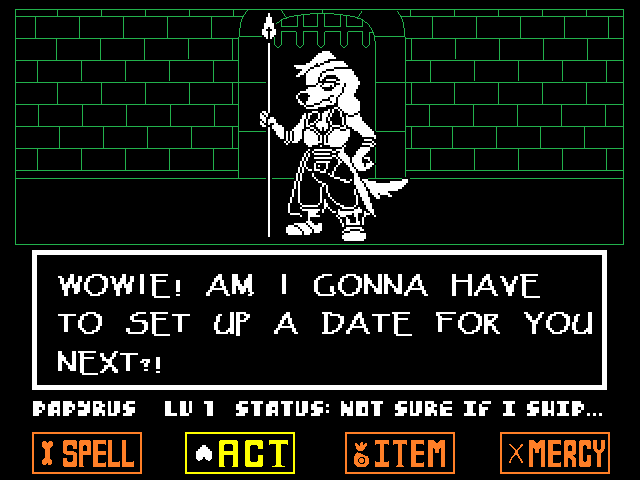 WOWIE! AM I GONNA HAVE
TO SET UP A DATE FOR YOU
NEXT?!
PAPYRUS LV 1 STATUS: NOT SURE IF I SHIP...
SPELL ACT ITEM MERCY